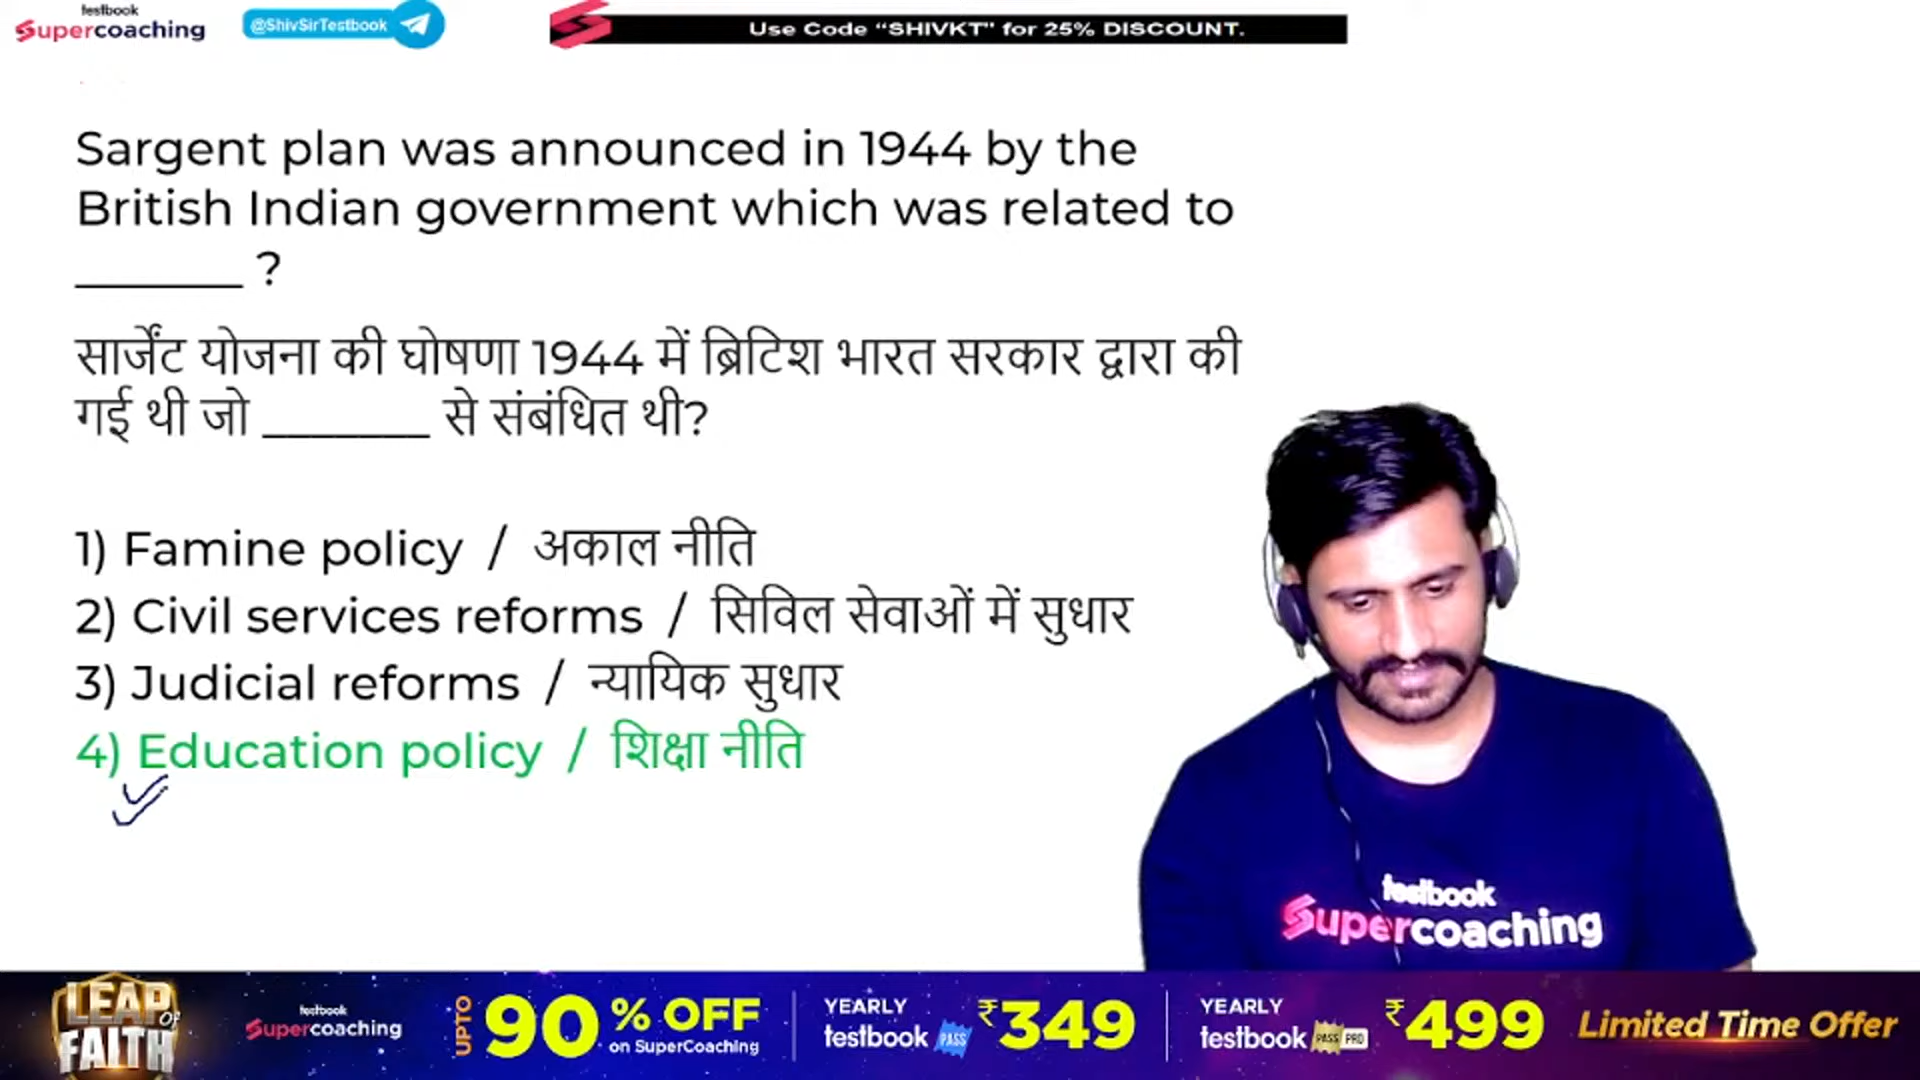 testbook
Supercoaching
@ShivSirTestbook
Use Code “SHIVKT" for 25% DISCOUNT.
Sargent plan was announced in 1944 by the
British Indian government which was related to
_______ ?
सार्जेंट योजना की घोषणा 1944 में ब्रिटिश भारत सरकार द्वारा की
गई थी जो _______ से संबंधित थी?
1) Famine policy / अकाल नीति
2) Civil services reforms / सिविल सेवाओं में सुधार
3) Judicial reforms / न्यायिक सुधार
4) Education policy / शिक्षा नीति
testbook
Supercoaching
LEAP OF
FAITH
testbook
Supercoaching
UPTO 90% OFF
on SuperCoaching
YEARLY
testbook PASS
₹349
YEARLY
testbook PASS PRO
₹499
Limited Time Offer